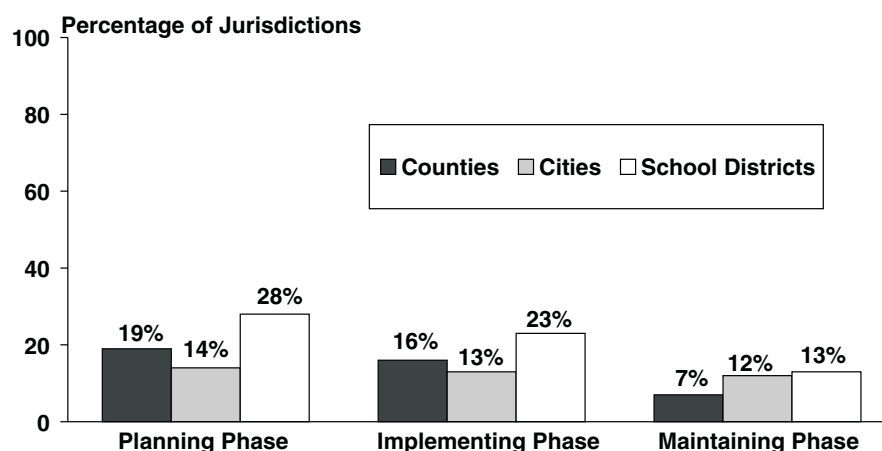 Percentage of Jurisdictions
100
80
60
40
20
0
Counties Cities School Districts
19% 14% 28%
16% 13% 23%
7% 12% 13%
Planning Phase Implementing Phase Maintaining Phase